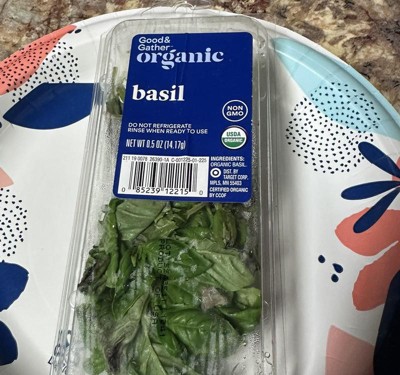 Good&
Gather™
organic
basil
NON
GMO
DO NOT REFRIGERATE
RINSE WHEN READY TO USE
USDA
ORGANIC
NET WT 0.5 OZ (14.17g)
INGREDIENTS:
ORGANIC BASIL.
DIST. BY
TARGET CORP.
MPLS, MN 55403
CERTIFIED ORGANIC
BY CCOF
0 85239 12215 0